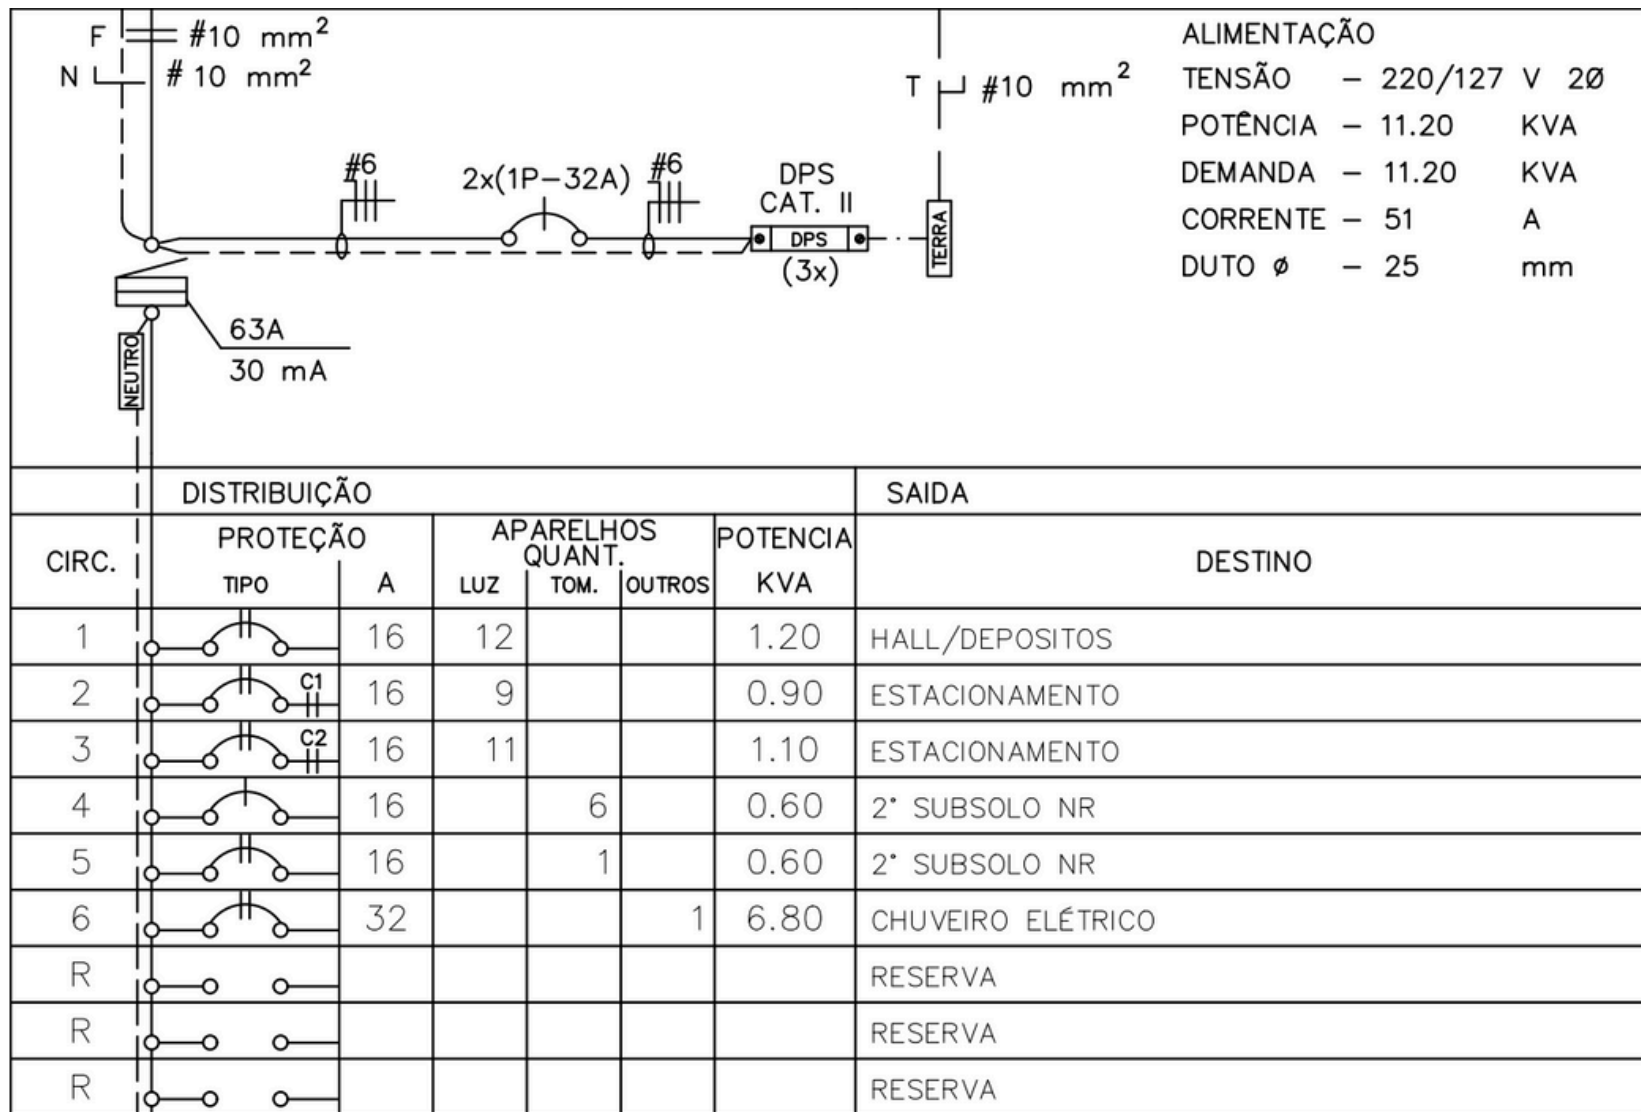 F #10 mm²
N # 10 mm²
T #10 mm²
ALIMENTAÇÃO
TENSÃO – 220/127 V 2Ø
POTÊNCIA – 11.20 KVA
DEMANDA – 11.20 KVA
CORRENTE – 51 A
DUTO ø – 25 mm
#6
2x(1P–32A)
#6
DPS
CAT. II
DPS
(3x)
TERRA
63A
30 mA
NEUTRO
DISTRIBUIÇÃO SAIDA
CIRC. PROTEÇÃO APARELHOS QUANT. POTENCIA KVA DESTINO
TIPO A LUZ TOM. OUTROS
1 16 12 1.20 HALL/DEPOSITOS
2 C1 16 9 0.90 ESTACIONAMENTO
3 C2 16 11 1.10 ESTACIONAMENTO
4 16 6 0.60 2° SUBSOLO NR
5 16 1 0.60 2° SUBSOLO NR
6 32 1 6.80 CHUVEIRO ELÉTRICO
R RESERVA
R RESERVA
R RESERVA